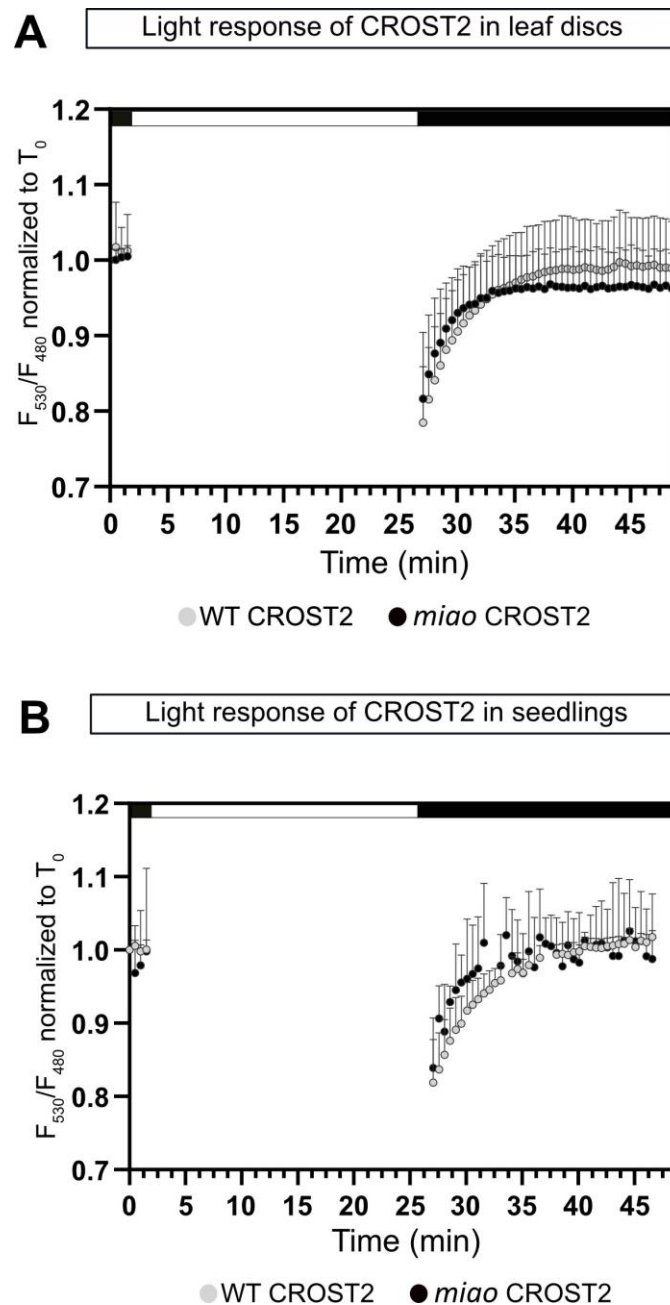 A
Light response of CROST2 in leaf discs
F530/F480 normalized to T0
1.2
1.1
1.0
0.9
0.8
0.7
0 5 10 15 20 25 30 35 40 45
Time (min)
WT CROST2 miao CROST2
B
Light response of CROST2 in seedlings
F530/F480 normalized to T0
1.2
1.1
1.0
0.9
0.8
0.7
0 5 10 15 20 25 30 35 40 45
Time (min)
WT CROST2 miao CROST2